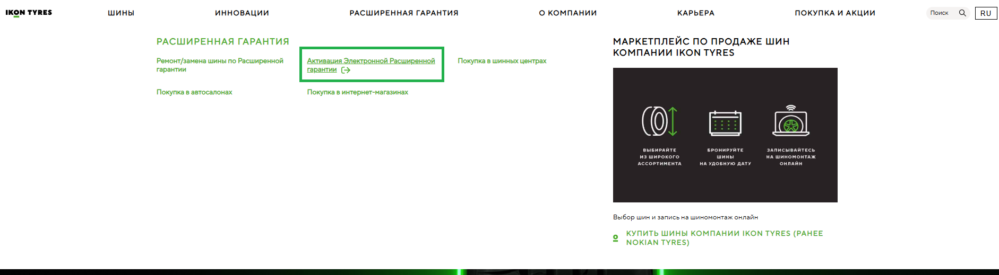 IKON TYRES
ШИНЫ
ИННОВАЦИИ
РАСШИРЕННАЯ ГАРАНТИЯ
О КОМПАНИИ
КАРЬЕРА
ПОКУПКА И АКЦИИ
Поиск
RU
РАСШИРЕННАЯ ГАРАНТИЯ
Ремонт/замена шины по Расширенной
гарантии
Активация Электронной Расширенной
гарантии
Покупка в шинных центрах
Покупка в автосалонах
Покупка в интернет-магазинах
МАРКЕТПЛЕЙС ПО ПРОДАЖЕ ШИН
КОМПАНИИ IKON TYRES
ВЫБИРАЙТЕ
ИЗ ШИРОКОГО
АССОРТИМЕНТА
БРОНИРУЙТЕ
ШИНЫ
НА УДОБНУЮ ДАТУ
ЗАПИСЫВАЙТЕСЬ
НА ШИНОМОНТАЖ
ОНЛАЙН
Выбор шин и запись на шиномонтаж онлайн
КУПИТЬ ШИНЫ КОМПАНИИ IKON TYRES (РАНЕЕ
NOKIAN TYRES)